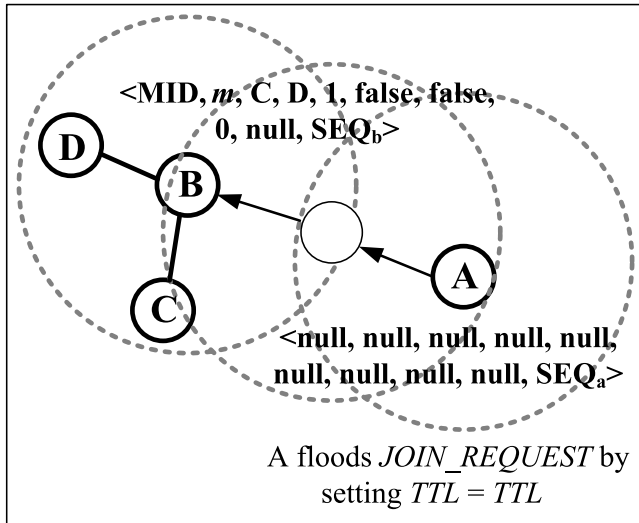 <MID, m, C, D, 1, false, false,
0, null, SEQb>
D
B
A
C
<null, null, null, null, null,
null, null, null, null, SEQa>
A floods JOIN_REQUEST by
setting TTL = TTL